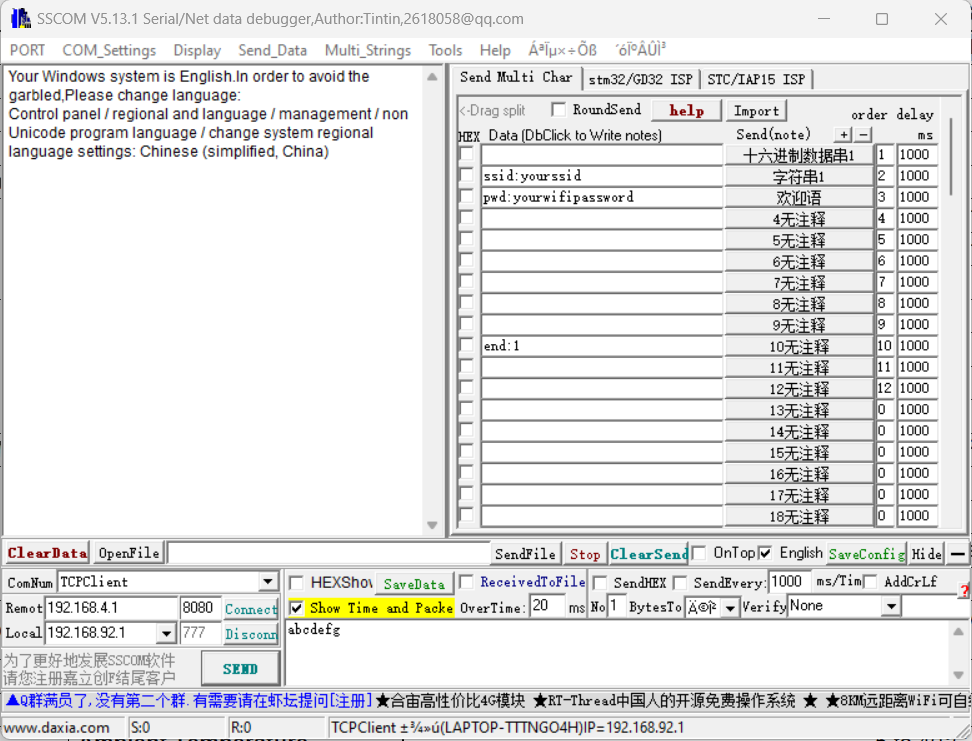 SSCOM V5.13.1 Serial/Net data debugger,Author:Tintin,2618058@qq.com
PORT COM_Settings Display Send_Data Multi_Strings Tools Help ÁªÏµ×÷Õß ´óÏºÂÛÌ³
Your Windows system is English.In order to avoid the
garbled,Please change language:
Control panel / regional and language / management / non
Unicode program language / change system regional
language settings: Chinese (simplified, China)
Send Multi Char stm32/GD32 ISP STC/IAP15 ISP
<-Drag split RoundSend help Import order delay
HEX Data (DbClick to Write notes) Send(note) + − ms
十六进制数据串1 1 1000
ssid:yourssid 字符串1 2 1000
pwd:yourwifipassword 欢迎语 3 1000
4无注释 4 1000
5无注释 5 1000
6无注释 6 1000
7无注释 7 1000
8无注释 8 1000
9无注释 9 1000
end:1 10无注释 10 1000
11无注释 11 1000
12无注释 12 1000
13无注释 0 1000
14无注释 0 1000
15无注释 0 1000
16无注释 0 1000
17无注释 0 1000
18无注释 0 1000
ClearData OpenFile SendFile Stop ClearSend OnTop English SaveConfig Hide —
ComNum TCPClient HEXShow SaveData ReceivedToFile SendHEX SendEvery: 1000 ms/Tim AddCrLf ?
Remot 192.168.4.1 8080 Connect Show Time and Packe OverTime: 20 ms No 1 BytesTo Ä©Î² Verify None
Local 192.168.92.1 777 Disconn abcdefg
为了更好地发展SSCOM软件
请您注册嘉立创F结尾客户
SEND
▲Q群满员了,没有第二个群.有需要请在虾坛提问[注册] ★合宙高性价比4G模块 ★RT-Thread中国人的开源免费操作系统 ★ ★8KM远距离WiFi可自
www.daxia.com S:0 R:0 TCPClient ±¾»ú(LAPTOP-TTTNGO4H)IP=192.168.92.1